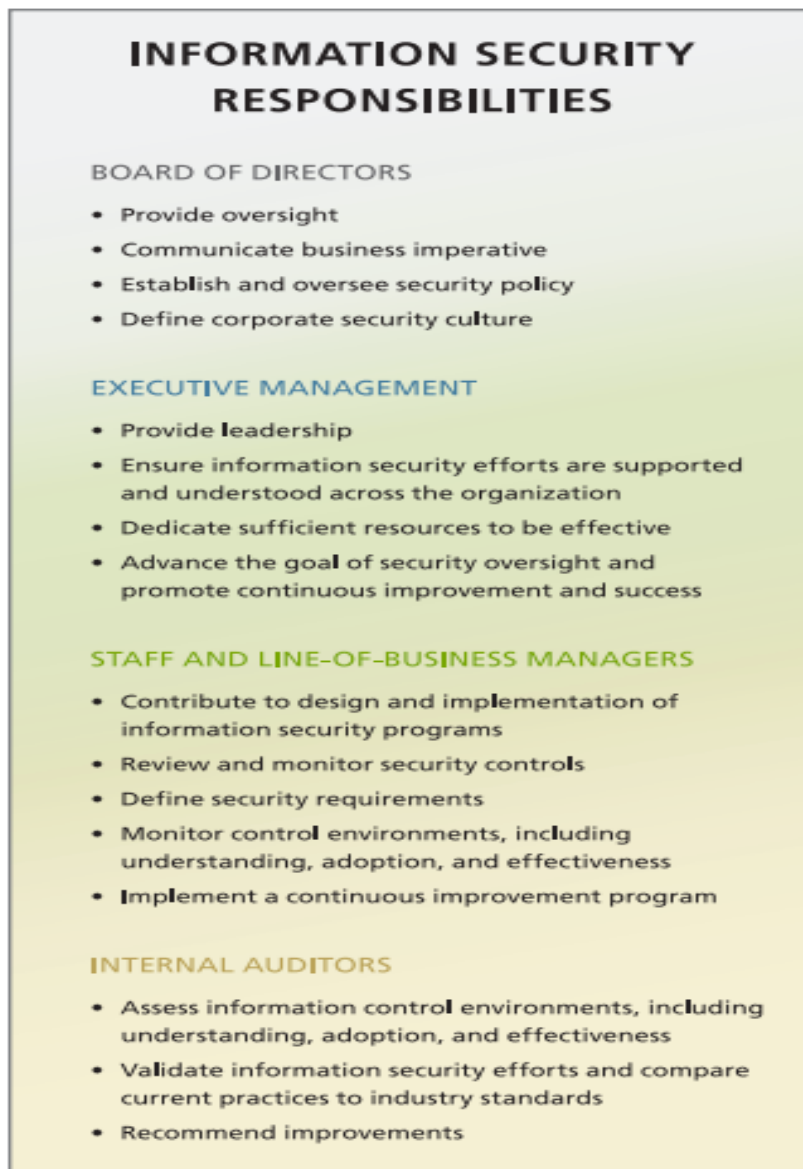 INFORMATION SECURITY
RESPONSIBILITIES
BOARD OF DIRECTORS
• Provide oversight
• Communicate business imperative
• Establish and oversee security policy
• Define corporate security culture
EXECUTIVE MANAGEMENT
• Provide leadership
• Ensure information security efforts are supported
and understood across the organization
• Dedicate sufficient resources to be effective
• Advance the goal of security oversight and
promote continuous improvement and success
STAFF AND LINE-OF-BUSINESS MANAGERS
• Contribute to design and implementation of
information security programs
• Review and monitor security controls
• Define security requirements
• Monitor control environments, including
understanding, adoption, and effectiveness
• Implement a continuous improvement program
INTERNAL AUDITORS
• Assess information control environments, including
understanding, adoption, and effectiveness
• Validate information security efforts and compare
current practices to industry standards
• Recommend improvements